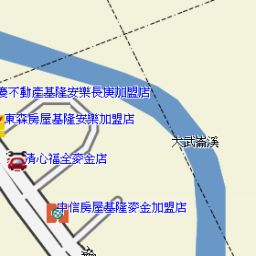 慶不動產基隆安樂長庚加盟店
東森房屋基隆安樂加盟店
大武崙溪
清心福全麥金店
中信房屋基隆麥金加盟店